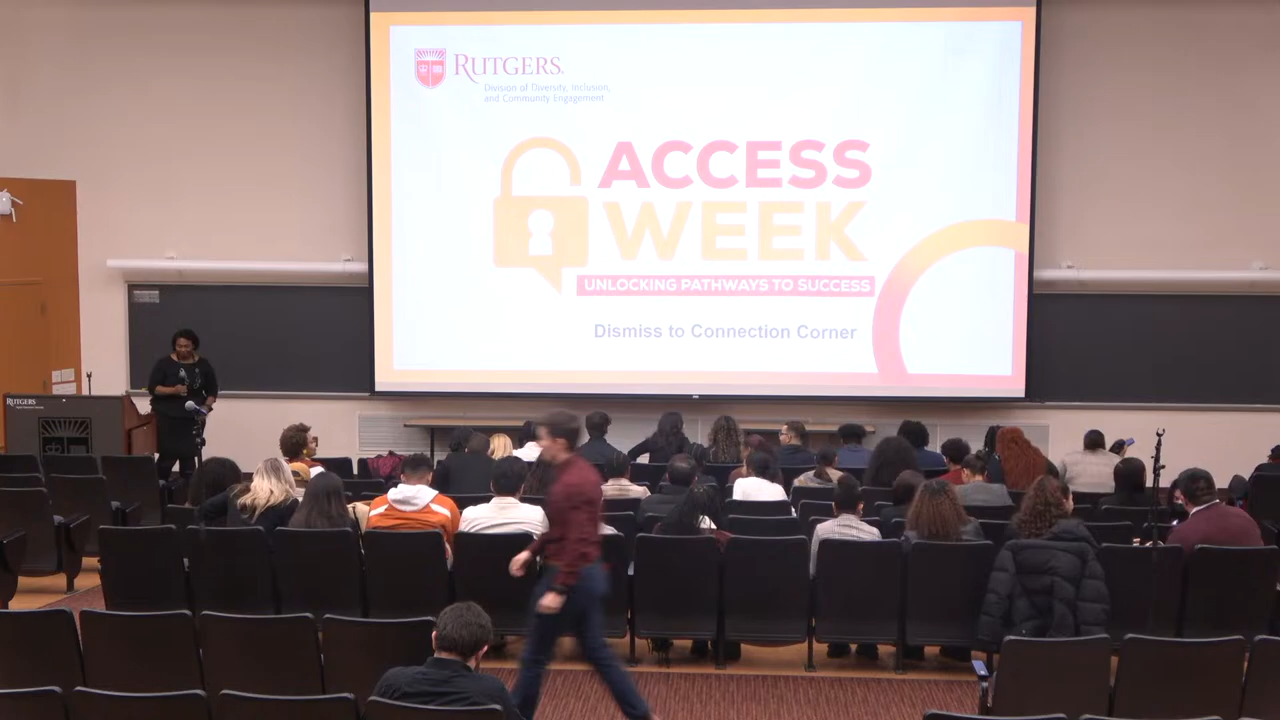 RUTGERS
Division of Diversity, Inclusion,
and Community Engagement
ACCESS
WEEK
UNLOCKING PATHWAYS TO SUCCESS
Dismiss to Connection Corner
RUTGERS